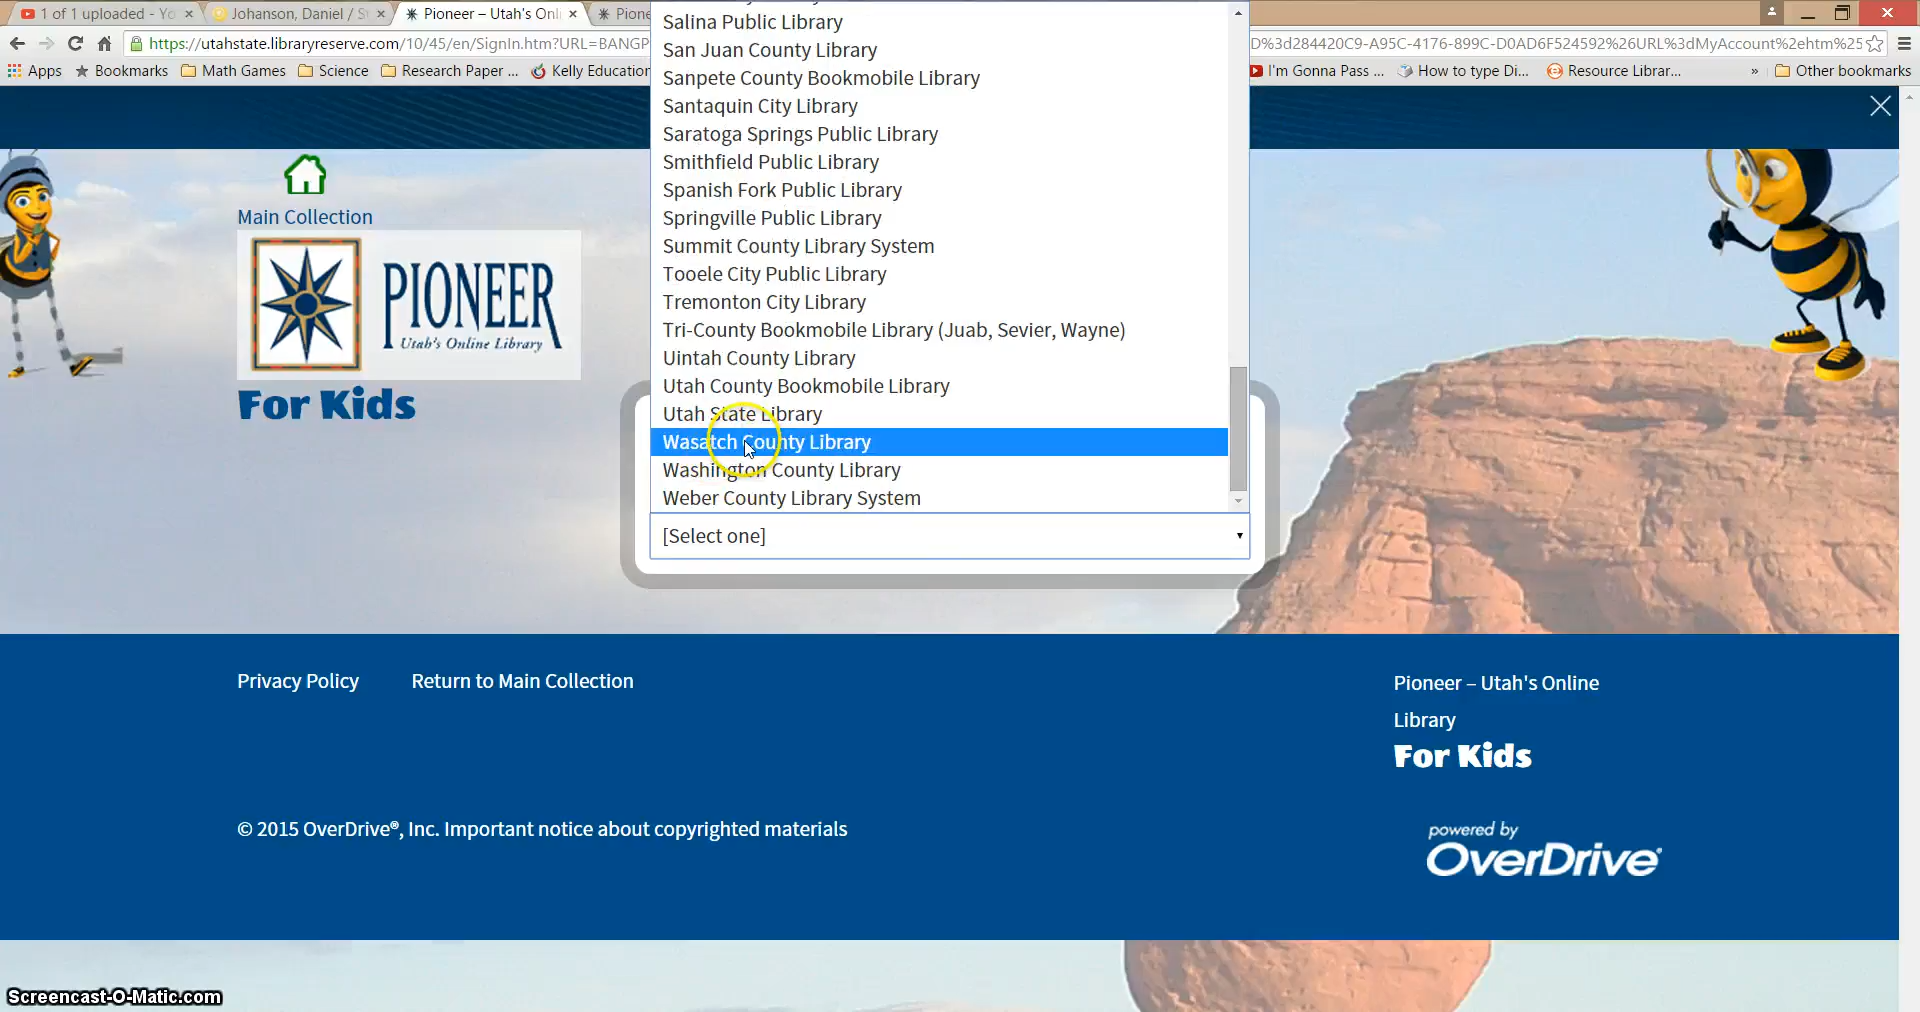 1 of 1 uploaded - Yo
Johanson, Daniel / S
Pioneer – Utah's Onl
Pione
https://utahstate.libraryreserve.com/10/45/en/SignIn.htm?URL=BANGP
D%3d284420C9-A95C-4176-899C-D0AD6F524592%26URL%3dMyAccount%2ehtm%25
Apps
Bookmarks
Math Games
Science
Research Paper ...
Kelly Education
I'm Gonna Pass ...
How to type Di...
Resource Librar...
»
Other bookmarks
Salina Public Library
San Juan County Library
Sanpete County Bookmobile Library
Santaquin City Library
Saratoga Springs Public Library
Smithfield Public Library
Spanish Fork Public Library
Springville Public Library
Summit County Library System
Tooele City Public Library
Tremonton City Library
Tri-County Bookmobile Library (Juab, Sevier, Wayne)
Uintah County Library
Utah County Bookmobile Library
Utah State Library
Wasatch County Library
Washington County Library
Weber County Library System
[Select one]
Main Collection
PIONEER
Utah's Online Library
For Kids
Privacy Policy
Return to Main Collection
Pioneer – Utah's Online
Library
For Kids
© 2015 OverDrive®, Inc. Important notice about copyrighted materials
powered by
OverDrive®
Screencast-O-Matic.com